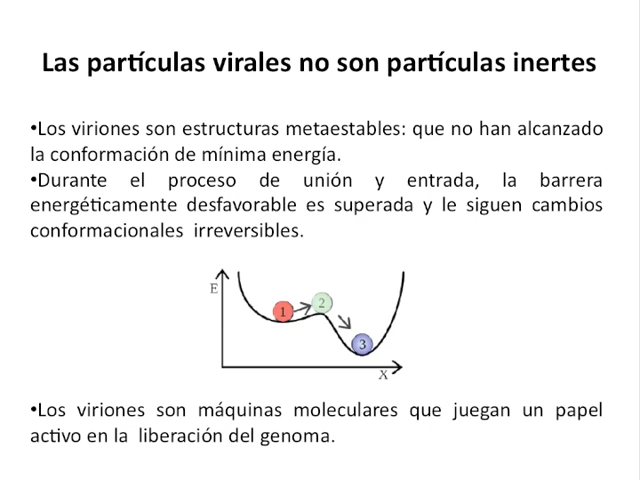 Las partículas virales no son partículas inertes
•Los viriones son estructuras metaestables: que no han alcanzado
la conformación de mínima energía.
•Durante el proceso de unión y entrada, la barrera
energéticamente desfavorable es superada y le siguen cambios
conformacionales irreversibles.
E
1
2
3
X
•Los viriones son máquinas moleculares que juegan un papel
activo en la liberación del genoma.